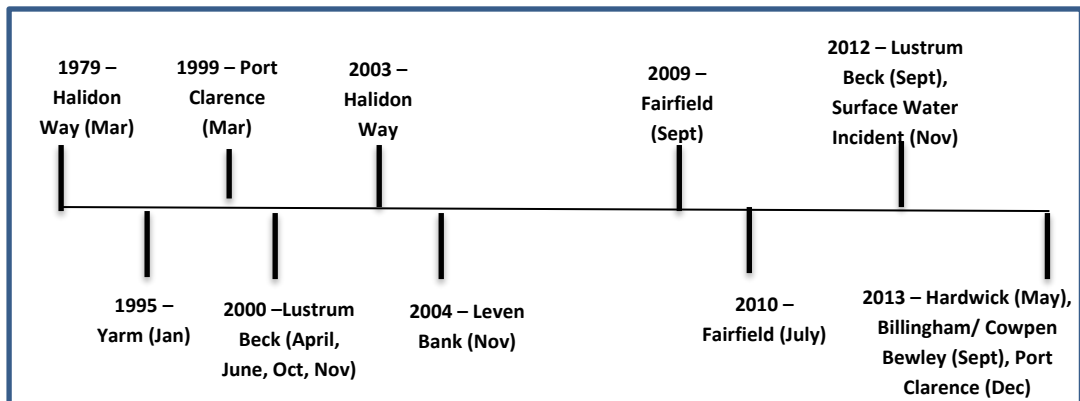 1979 –
Halidon
Way (Mar)
1999 – Port
Clarence
(Mar)
2003 –
Halidon
Way
2009 –
Fairfield
(Sept)
2012 – Lustrum
Beck (Sept),
Surface Water
Incident (Nov)
1995 –
Yarm (Jan)
2000 –Lustrum
Beck (April,
June, Oct, Nov)
2004 – Leven
Bank (Nov)
2010 –
Fairfield (July)
2013 – Hardwick (May),
Billingham/ Cowpen
Bewley (Sept), Port
Clarence (Dec)